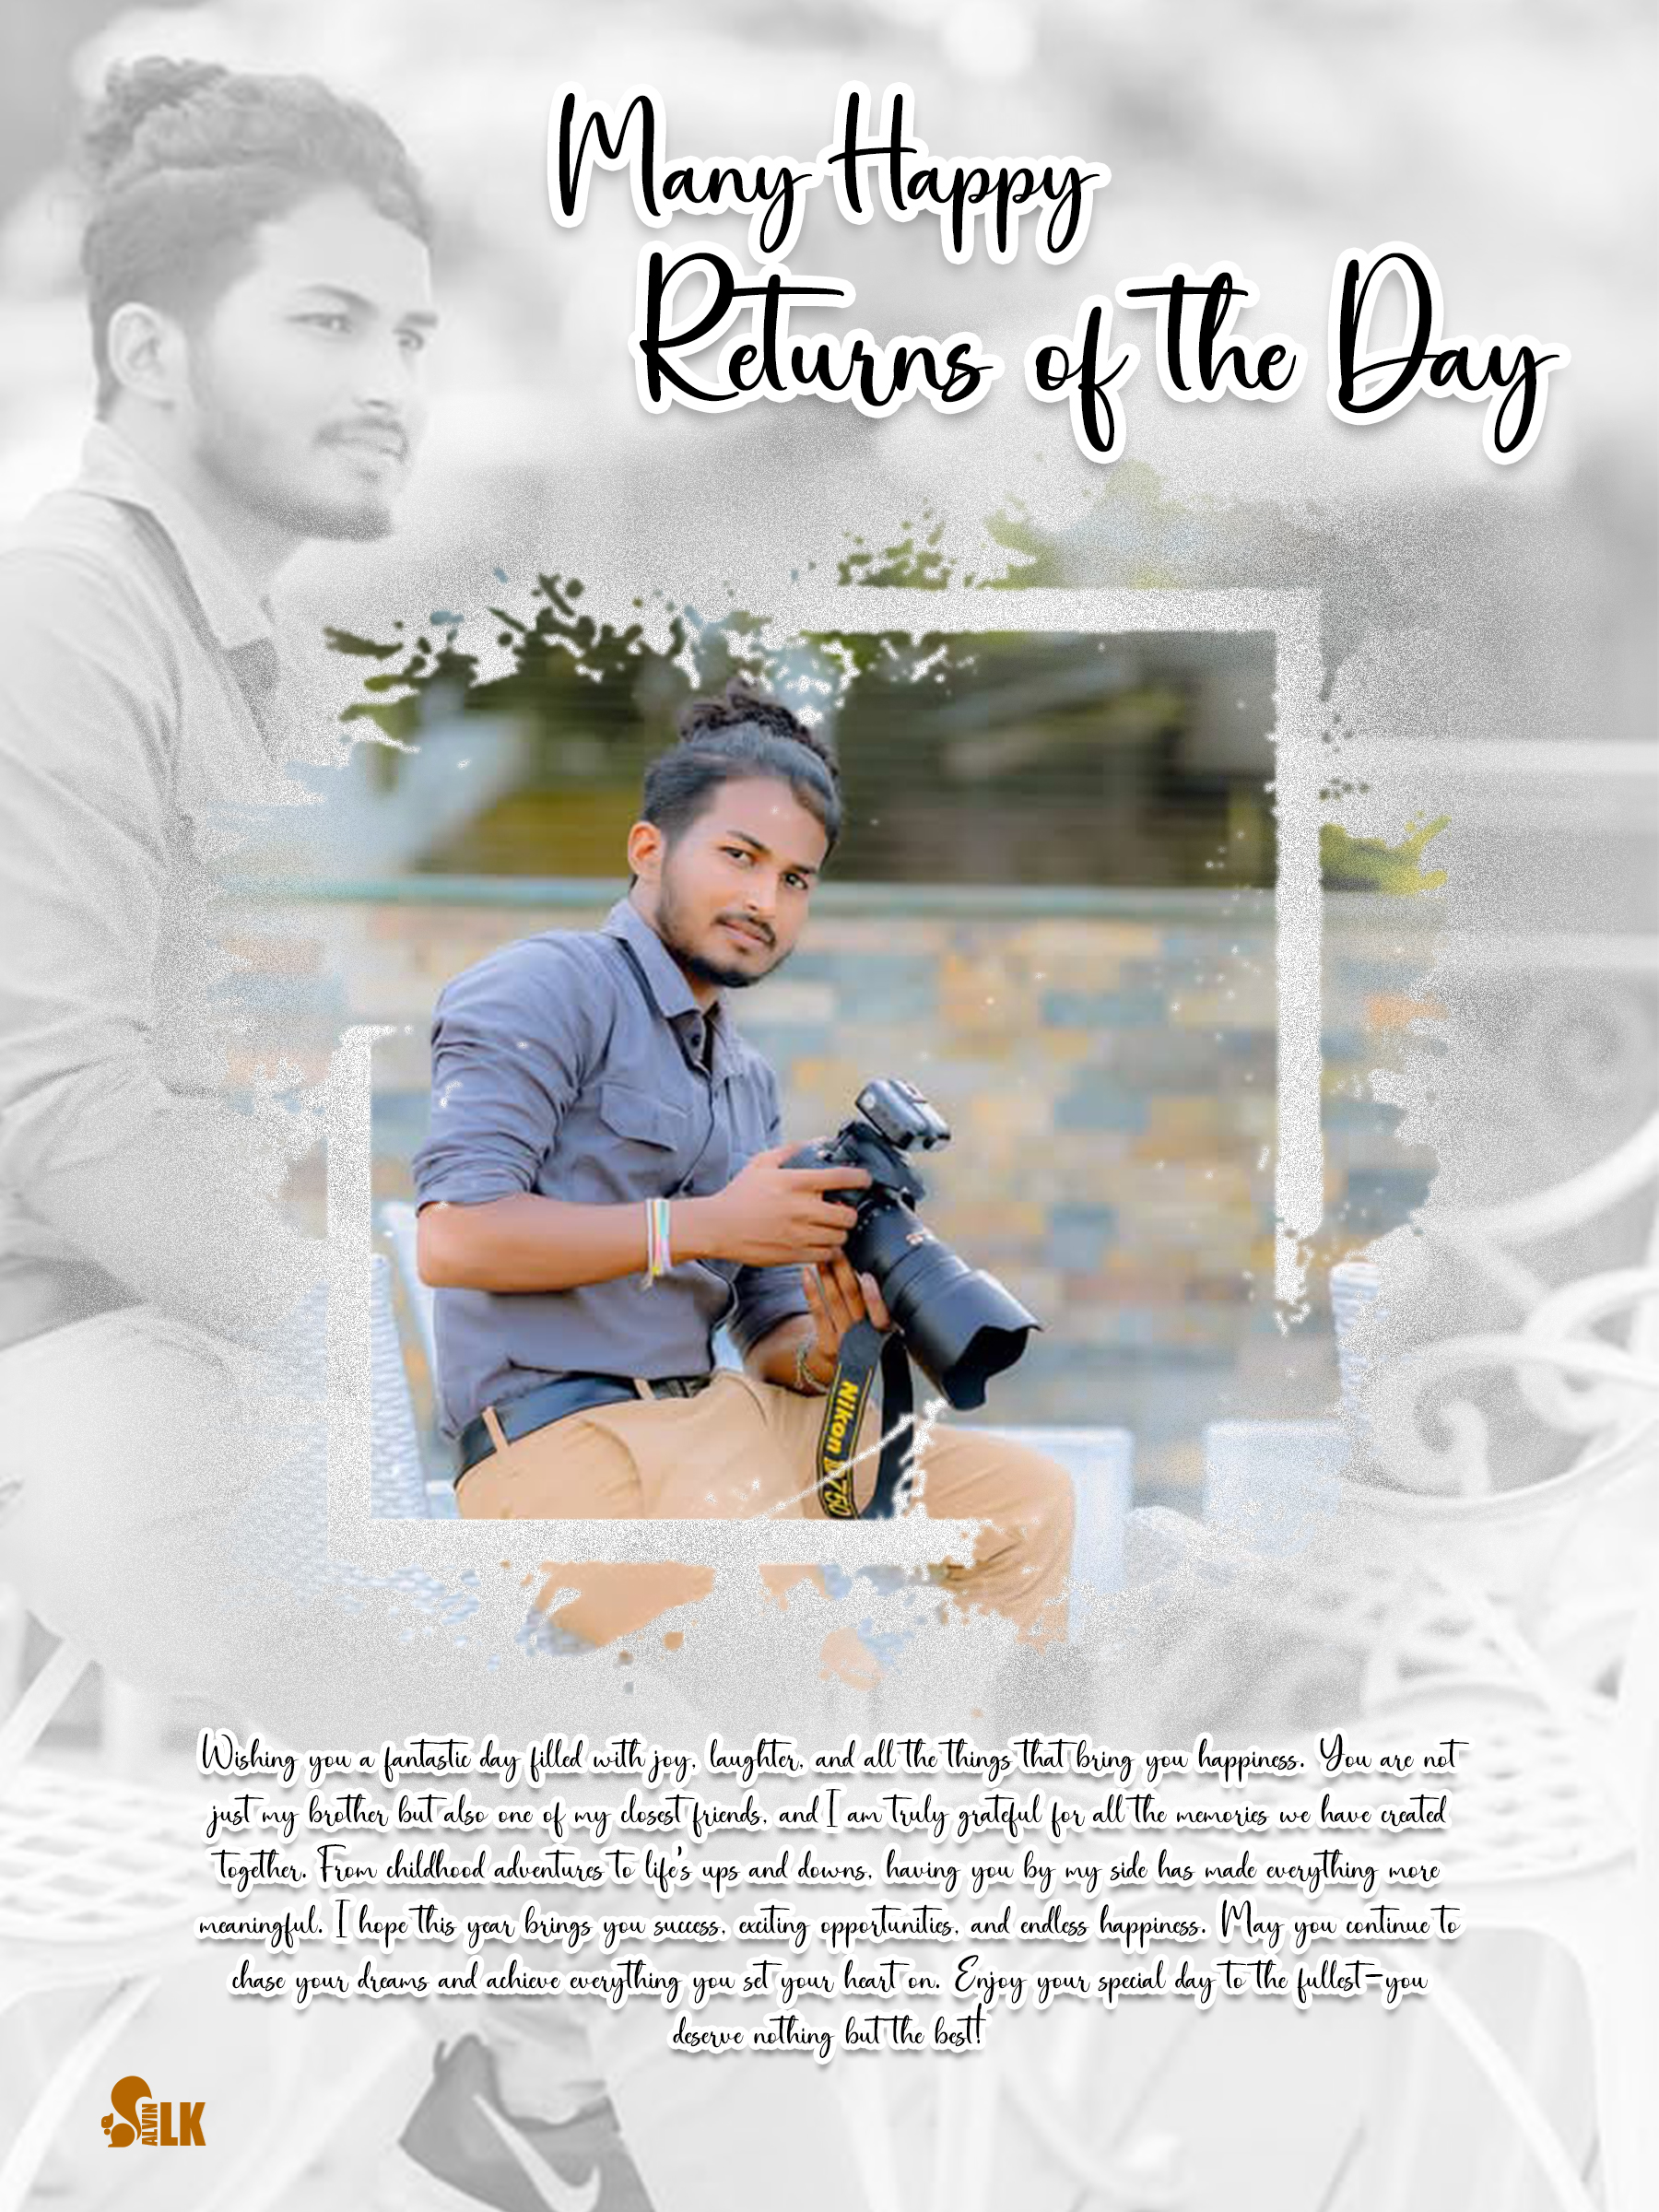 Many Happy
Returns of the Day
Nikon D750
Wishing you a fantastic day filled with joy, laughter, and all the things that bring you happiness. You are not
just my brother but also one of my closest friends, and I am truly grateful for all the memories we have created
together. From childhood adventures to life's ups and downs, having you by my side has made everything more
meaningful. I hope this year brings you success, exciting opportunities, and endless happiness. May you continue to
chase your dreams and achieve everything you set your heart on. Enjoy your special day to the fullest—you
deserve nothing but the best!
SALVIN LK